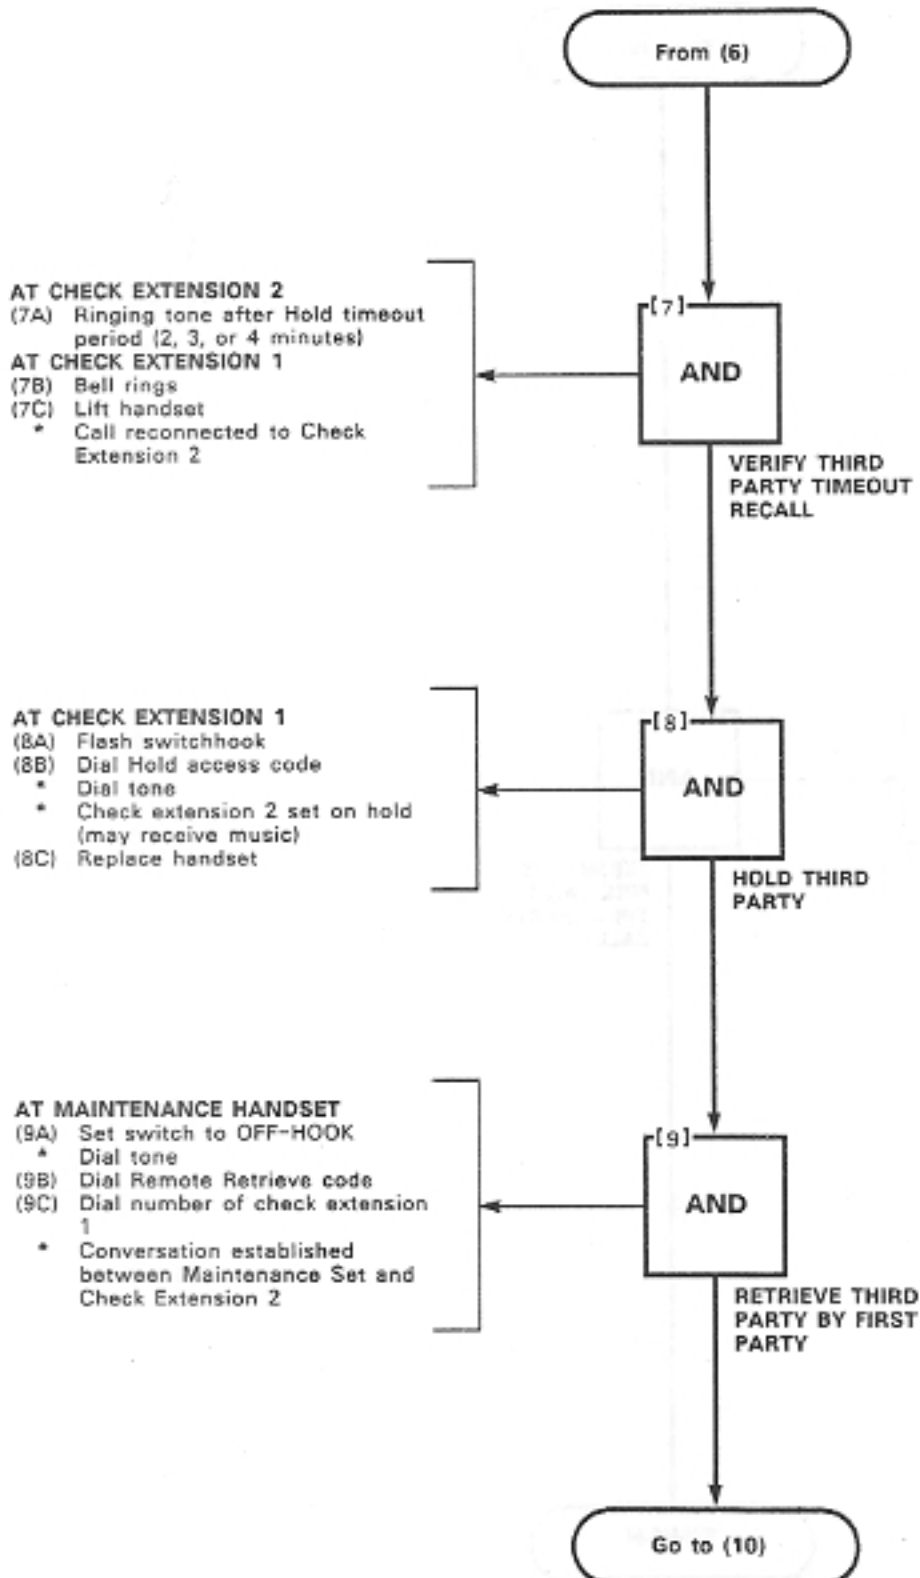 From (6)
AT CHECK EXTENSION 2
(7A) Ringing tone after Hold timeout
period (2, 3, or 4 minutes)
AT CHECK EXTENSION 1
(7B) Bell rings
(7C) Lift handset
* Call reconnected to Check
Extension 2
[7]
AND
VERIFY THIRD
PARTY TIMEOUT
RECALL
AT CHECK EXTENSION 1
(8A) Flash switchhook
(8B) Dial Hold access code
* Dial tone
* Check extension 2 set on hold
(may receive music)
(8C) Replace handset
[8]
AND
HOLD THIRD
PARTY
AT MAINTENANCE HANDSET
(9A) Set switch to OFF-HOOK
* Dial tone
(9B) Dial Remote Retrieve code
(9C) Dial number of check extension
1
* Conversation established
between Maintenance Set and
Check Extension 2
[9]
AND
RETRIEVE THIRD
PARTY BY FIRST
PARTY
Go to (10)